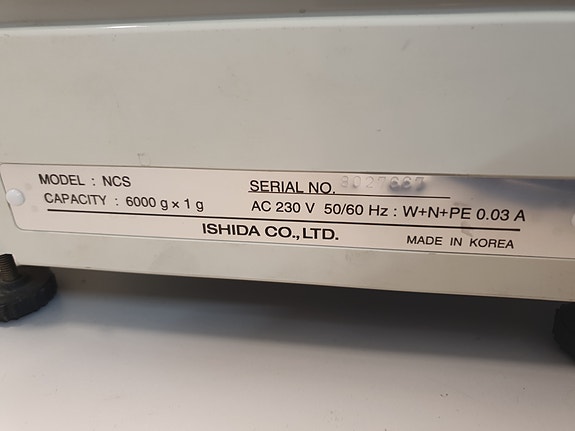 MODEL : NCS
CAPACITY : 6000 g x 1 g
SERIAL NO.
AC 230 V 50/60 Hz : W+N+PE 0.03 A
ISHIDA CO., LTD.
MADE IN KOREA